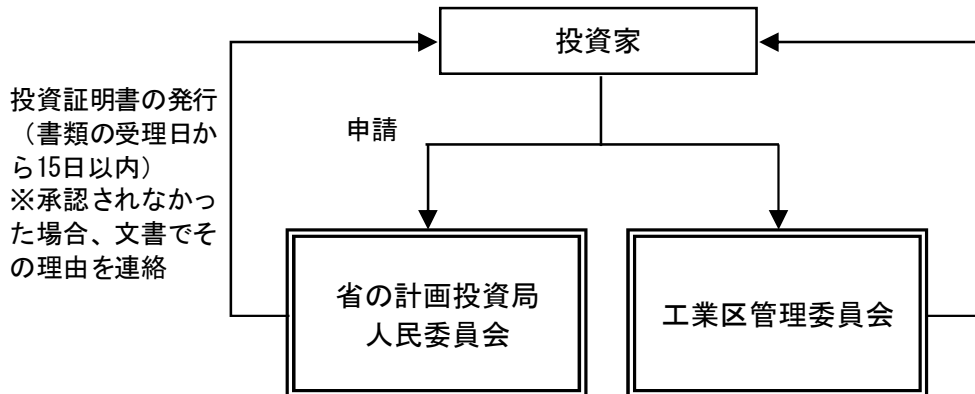 投資家
投資証明書の発行
（書類の受理日か
ら15日以内）
※承認されなかっ
た場合、文書でそ
の理由を連絡
申請
省の計画投資局
人民委員会
工業区管理委員会